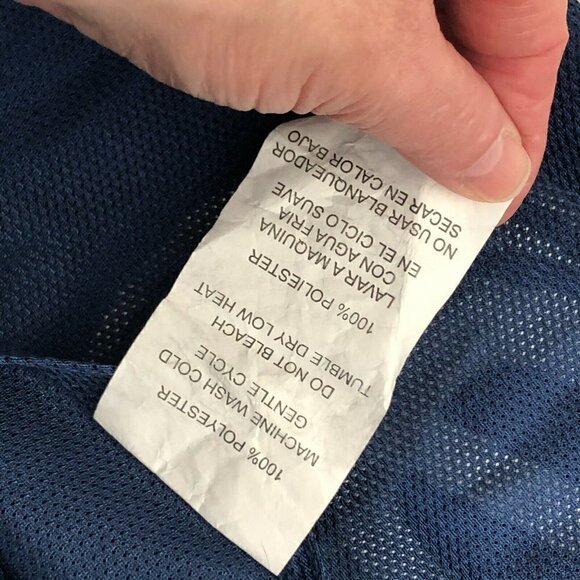 100% POLYESTER
MACHINE WASH COLD
GENTLE CYCLE
DO NOT BLEACH
TUMBLE DRY LOW HEAT
100% POLIESTER
LAVAR A MAQUINA
CON AGUA FRIA
EN EL CICLO SUAVE
NO USAR BLANQUEADOR
SECAR EN CALOR BAJO